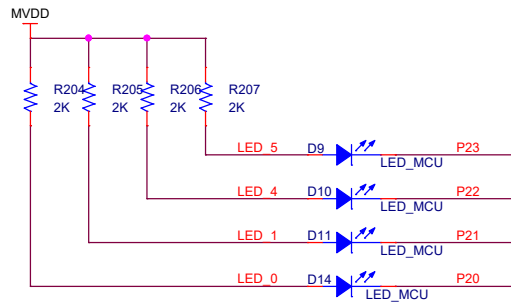 MVDD
R204 R205 R206 R207
2K 2K 2K 2K
LED_5 D9 P23
LED_MCU
LED_4 D10 P22
LED_MCU
LED_1 D11 P21
LED_MCU
LED_0 D14 P20
LED_MCU